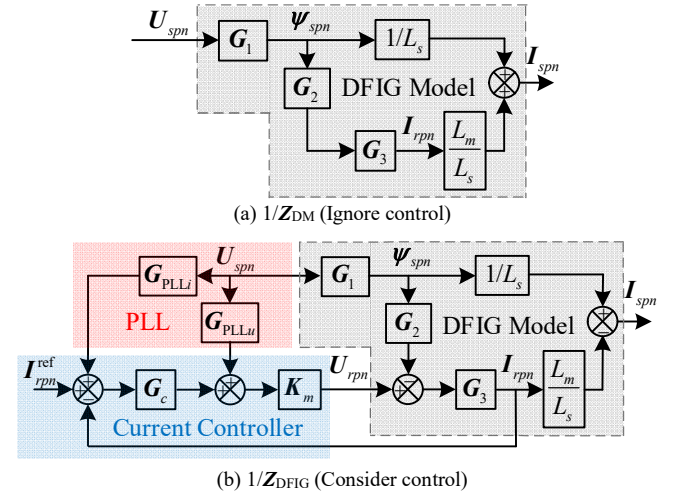 U_spn G_1 ψ_spn 1/L_s I_spn
G_2 DFIG Model
G_3 I_rpn L_m/L_s
(a) 1/Z_DM (Ignore control)
G_PLLi U_spn G_1 ψ_spn 1/L_s I_spn
PLL G_PLLu G_2 DFIG Model
I_rpn^ref G_c K_m U_rpn G_3 I_rpn L_m/L_s
Current Controller
(b) 1/Z_DFIG (Consider control)